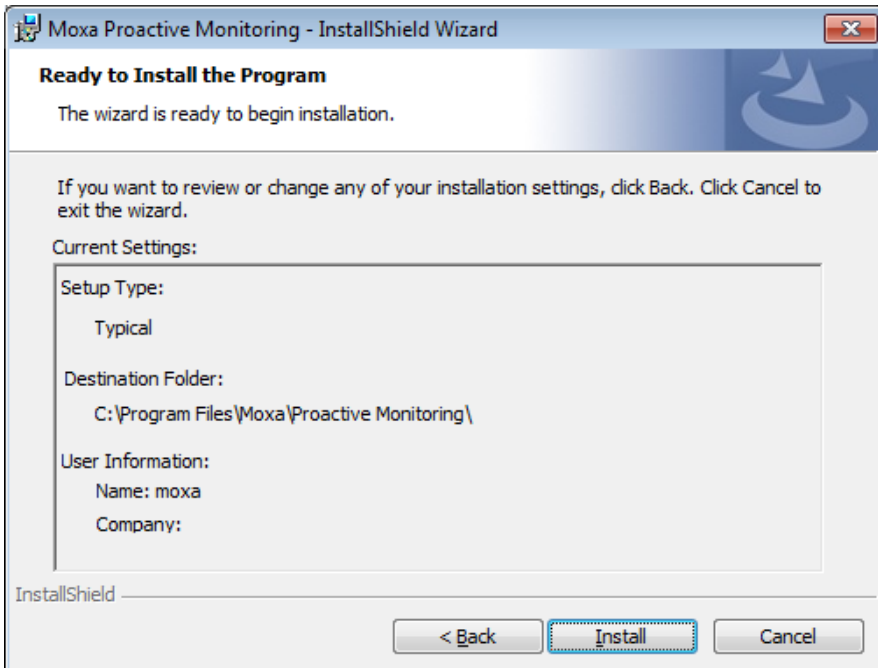 Moxa Proactive Monitoring - InstallShield Wizard
Ready to Install the Program
The wizard is ready to begin installation.
If you want to review or change any of your installation settings, click Back. Click Cancel to
exit the wizard.
Current Settings:
Setup Type:
Typical
Destination Folder:
C:\Program Files\Moxa\Proactive Monitoring\
User Information:
Name: moxa
Company:
InstallShield
< Back
Install
Cancel